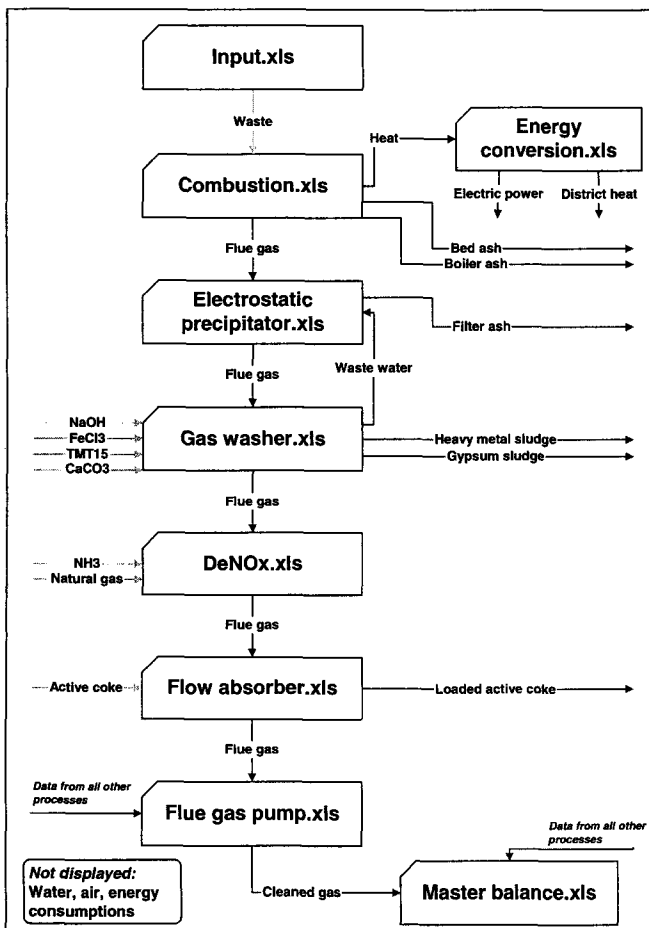 Input.xls
Waste
Heat
Energy
conversion.xls
Combustion.xls
Electric power
District heat
Flue gas
Bed ash
Boiler ash
Electrostatic
precipitator.xls
Filter ash
Flue gas
Waste water
NaOH
FeCl3
TMT15
CaCO3
Gas washer.xls
Heavy metal sludge
Gypsum sludge
Flue gas
NH3
Natural gas
DeNOx.xls
Flue gas
Active coke
Flow absorber.xls
Loaded active coke
Flue gas
Data from all other
processes
Flue gas pump.xls
Data from all other
processes
Not displayed:
Water, air, energy
consumptions
Cleaned gas
Master balance.xls